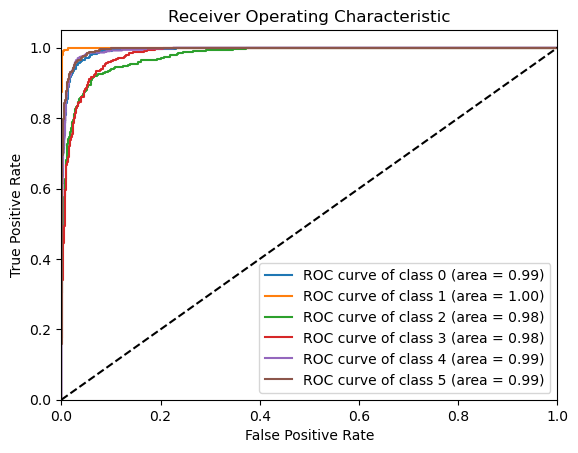 Receiver Operating Characteristic
True Positive Rate
1.0
0.8
0.6
0.4
0.2
0.0
ROC curve of class 0 (area = 0.99)
ROC curve of class 1 (area = 1.00)
ROC curve of class 2 (area = 0.98)
ROC curve of class 3 (area = 0.98)
ROC curve of class 4 (area = 0.99)
ROC curve of class 5 (area = 0.99)
0.0 0.2 0.4 0.6 0.8 1.0
False Positive Rate